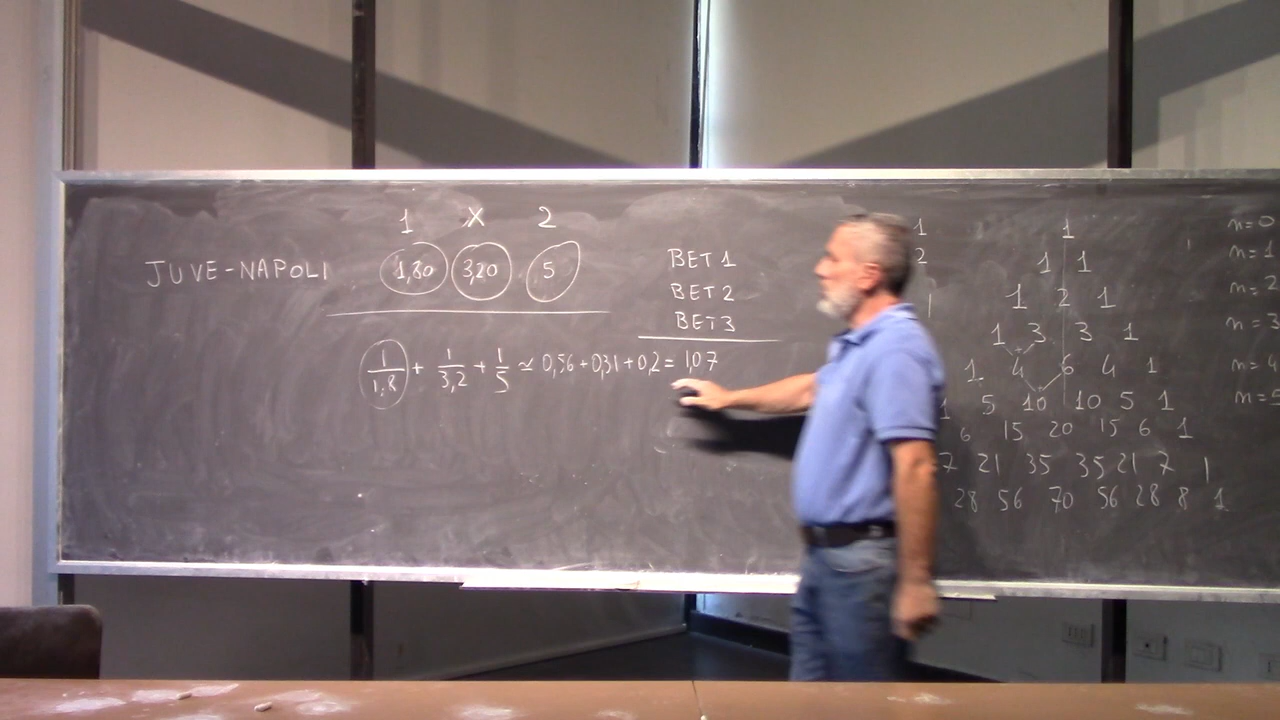 1 X 2
JUVE-NAPOLI 1,80 3,20 5
1/1,8 + 1/3,2 + 1/5 ≃ 0,56+0,31+0,2= 1,07
BET 1
BET 2
BET 3
1
2
1
1
1 1
1 2 1
1 3 3 1
1 4 6 4 1
1 5 10 10 5 1
6 15 20 15 6 1
7 21 35 35 21 7 1
28 56 70 56 28 8 1
n=0
n=1
n=2
n=3
n=4
n=5